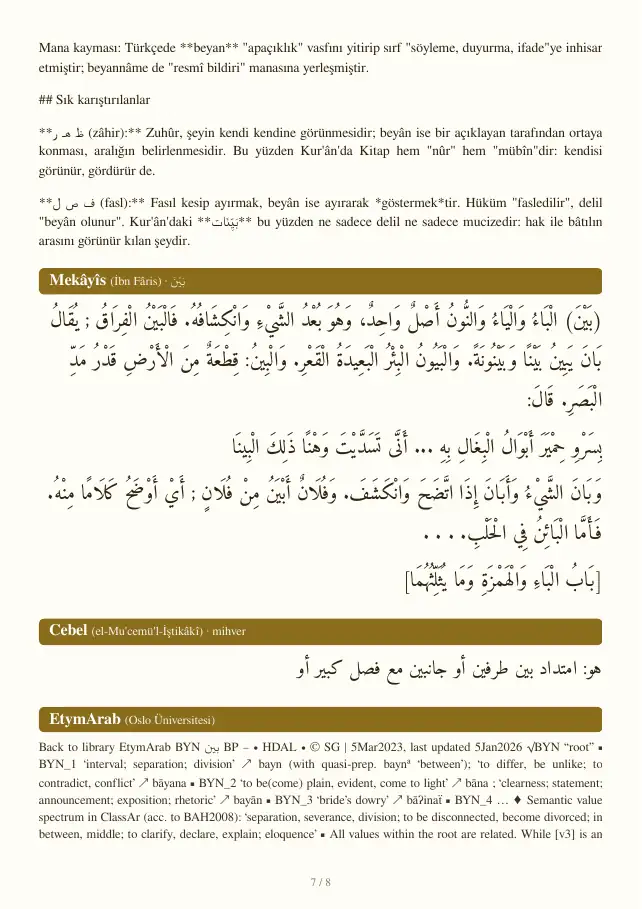 Mana kayması: Türkçede **beyan** "apaçıklık" vasfını yitirip sırf "söyleme, duyurma, ifade"ye inhisar
etmiştir; beyannâme de "resmî bildiri" manasına yerleşmiştir.
## Sık karıştırılanlar
**ظ هـ ر (zâhir):** Zuhûr, şeyin kendi kendine görünmesidir; beyân ise bir açıklayan tarafından ortaya
konması, aralığın belirlenmesidir. Bu yüzden Kur'ân'da Kitap hem "nûr" hem "mübîn"dir: kendisi
görünür, gördürür de.
**ف ص ل (fasl):** Fasıl kesip ayırmak, beyân ise ayırarak *göstermek*tir. Hüküm "fasledilir", delil
"beyân olunur". Kur'ân'daki **بَيِّنَات** bu yüzden ne sadece delil ne sadece mucizedir: hak ile bâtılın
arasını görünür kılan şeydir.
Mekâyîs (İbn Fâris) · بَيْنَ
(بَيْنَ) الْبَاءُ وَالْيَاءُ وَالنُّونُ أَصْلٌ وَاحِدٌ، وَهُوَ بُعْدُ الشَّيْءِ وَانْكِشَافُهُ. فَالْبَيْنُ الْفِرَاقُ ; يُقَالُ
بَانَ يَبِينُ بَيْنًا وَبَيْنُونَةً. وَالْبَيُونُ الْبِئْرُ الْبَعِيدَةُ الْقَعْرِ. وَالْبِينُ: قِطْعَةٌ مِنَ الْأَرْضِ قَدْرُ مَدِّ
الْبَصَرِ. قَالَ:
بِسَرْوِ حِمْيَرَ أَبْوَالُ الْبِغَالِ بِهِ ... أَنَّى تَسَدَّيْتَ وَهْنًا ذَلِكَ الْبِينَا
وَبَانَ الشَّيْءُ وَأَبَانَ إِذَا اتَّضَحَ وَانْكَشَفَ. وَفُلَانٌ أَبْيَنُ مِنْ فُلَانٍ ; أَيْ أَوْضَحُ كَلَامًا مِنْهُ.
فَأَمَّا الْبَائِنُ فِي الْحَلْبِ. . . .
[بَابُ الْبَاءِ وَالْهَمْزَةِ وَمَا يُثَلِّثُهُمَا]
Cebel (el-Mu'cemü'l-İştikâkî) · mihver
هو: امتداد بين طرفين أو جانبين مع فصل كبير أو
EtymArab (Oslo Üniversitesi)
Back to library EtymArab BYN بين BP – • HDAL • © SG | 5Mar2023, last updated 5Jan2026 √BYN “root” ▪
BYN_1 ‘interval; separation; division’ ↗ bayn (with quasi-prep. baynᵃ ‘between’); ‘to differ, be unlike; to
contradict, conflict’ ↗ bāyana ▪ BYN_2 ‘to be(come) plain, evident, come to light’ ↗ bāna ; ‘clearness; statement;
announcement; exposition; rhetoric’ ↗ bayān ▪ BYN_3 ‘bride’s dowry’ ↗ bāʔinaẗ ▪ BYN_4 … ♦ Semantic value
spectrum in ClassAr (acc. to BAH2008): ‘separation, severance, division; to be disconnected, become divorced; in
between, middle; to clarify, declare, explain; eloquence’ ▪ All values within the root are related. While [v3] is an
7 / 8